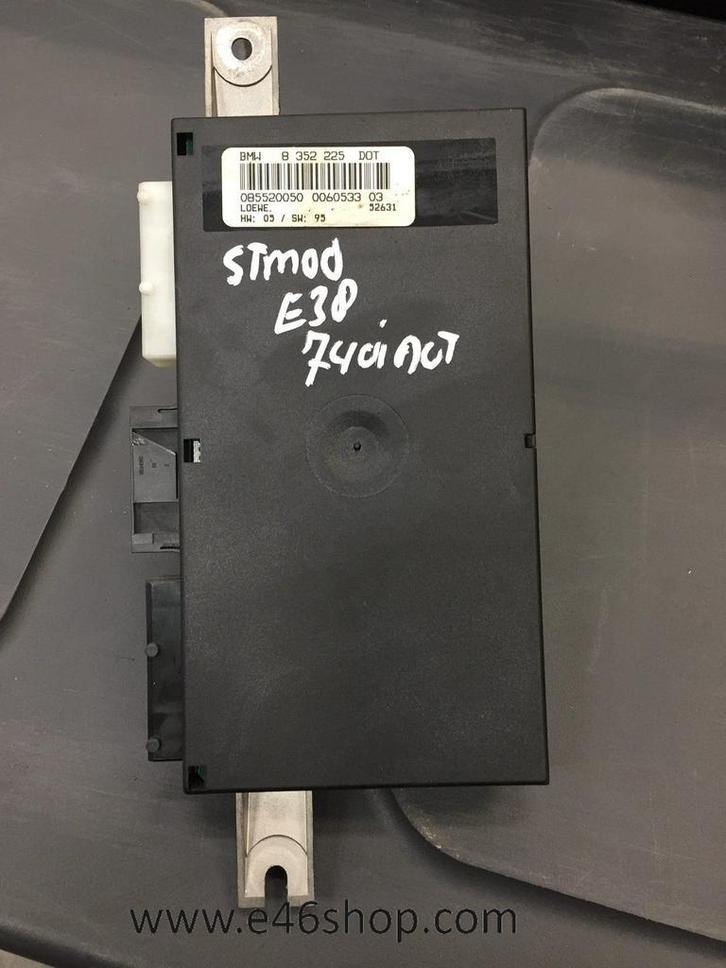 BMW 8 352 225 DOT
085520050 0060533 03
LOEWE. 52631
HW: 05 / SW: 95
STmod
E38
740i AUT
www.e46shop.com